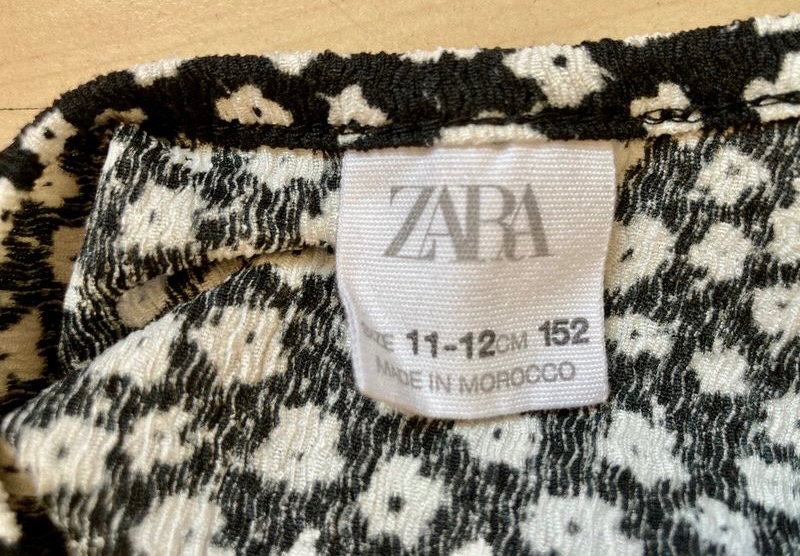 ZARA
SIZE 11-12 CM 152
MADE IN MOROCCO